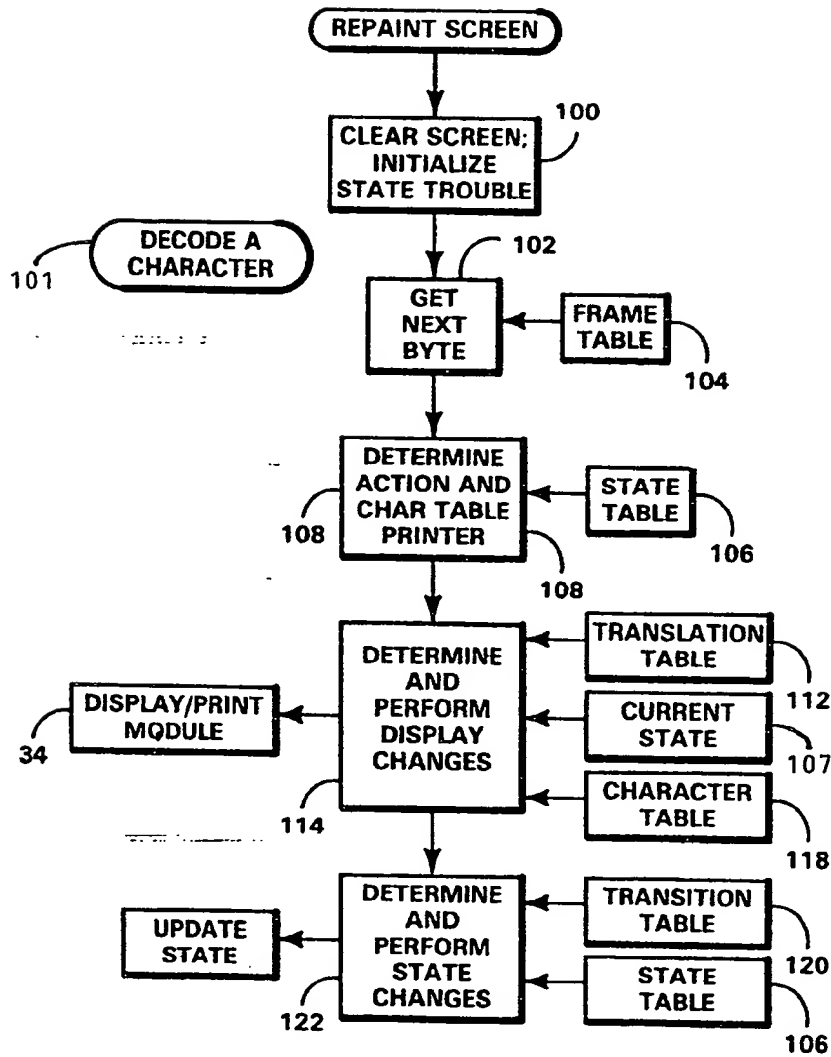 REPAINT SCREEN
100
CLEAR SCREEN;
INITIALIZE
STATE TROUBLE
101
DECODE A
CHARACTER
102
GET
NEXT
BYTE
FRAME
TABLE
104
108
DETERMINE
ACTION AND
CHAR TABLE
PRINTER
108
STATE
TABLE
106
DETERMINE
AND
PERFORM
DISPLAY
CHANGES
114
TRANSLATION
TABLE
112
DISPLAY/PRINT
MODULE
34
CURRENT
STATE
107
CHARACTER
TABLE
118
DETERMINE
AND
PERFORM
STATE
CHANGES
122
TRANSITION
TABLE
120
UPDATE
STATE
STATE
TABLE
106